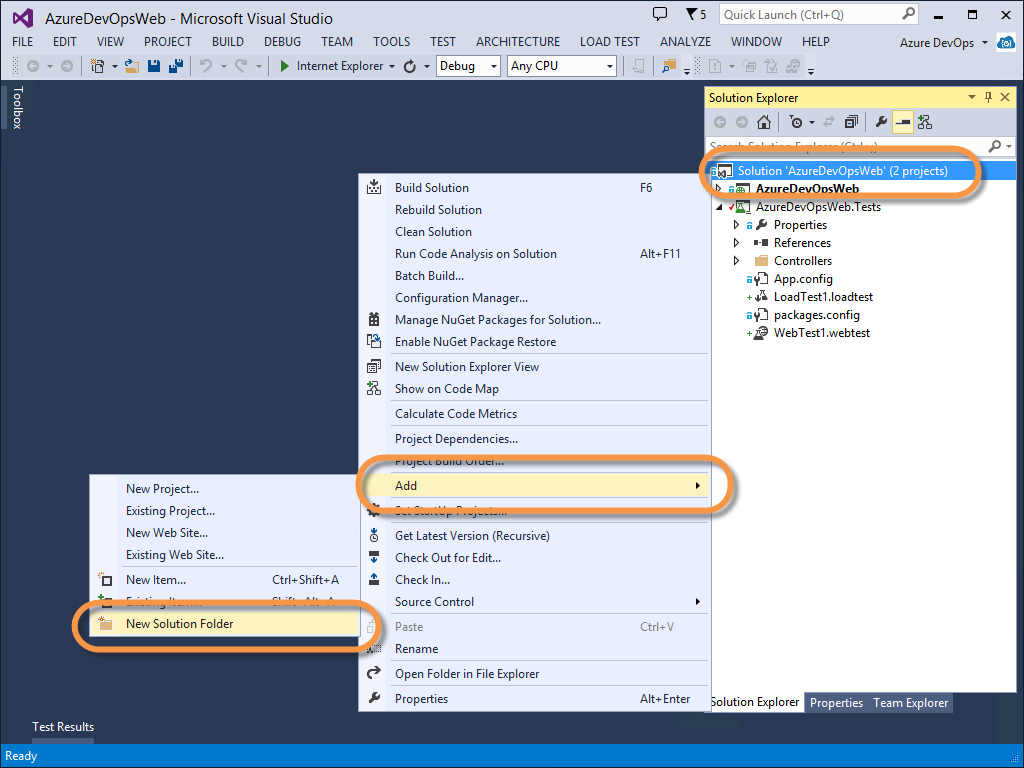 AzureDevOpsWeb - Microsoft Visual Studio
5
Quick Launch (Ctrl+Q)
FILE EDIT VIEW PROJECT BUILD DEBUG TEAM TOOLS TEST ARCHITECTURE LOAD TEST ANALYZE WINDOW HELP
Azure DevOps
Internet Explorer
Debug
Any CPU
Toolbox
Solution Explorer
Search Solution Explorer (Ctrl+;)
Solution 'AzureDevOpsWeb' (2 projects)
AzureDevOpsWeb
AzureDevOpsWeb.Tests
Properties
References
Controllers
App.config
LoadTest1.loadtest
packages.config
WebTest1.webtest
Build Solution F6
Rebuild Solution
Clean Solution
Run Code Analysis on Solution Alt+F11
Batch Build...
Configuration Manager...
Manage NuGet Packages for Solution...
Enable NuGet Package Restore
New Solution Explorer View
Show on Code Map
Calculate Code Metrics
Project Dependencies...
Project Build Order...
Add
Set StartUp Projects...
Get Latest Version (Recursive)
Check Out for Edit...
Check In...
Source Control
Paste Ctrl+V
Rename
Open Folder in File Explorer
Properties Alt+Enter
New Project...
Existing Project...
New Web Site...
Existing Web Site...
New Item... Ctrl+Shift+A
Existing Item... Shift+Alt+A
New Solution Folder
Solution Explorer Properties Team Explorer
Test Results
Ready